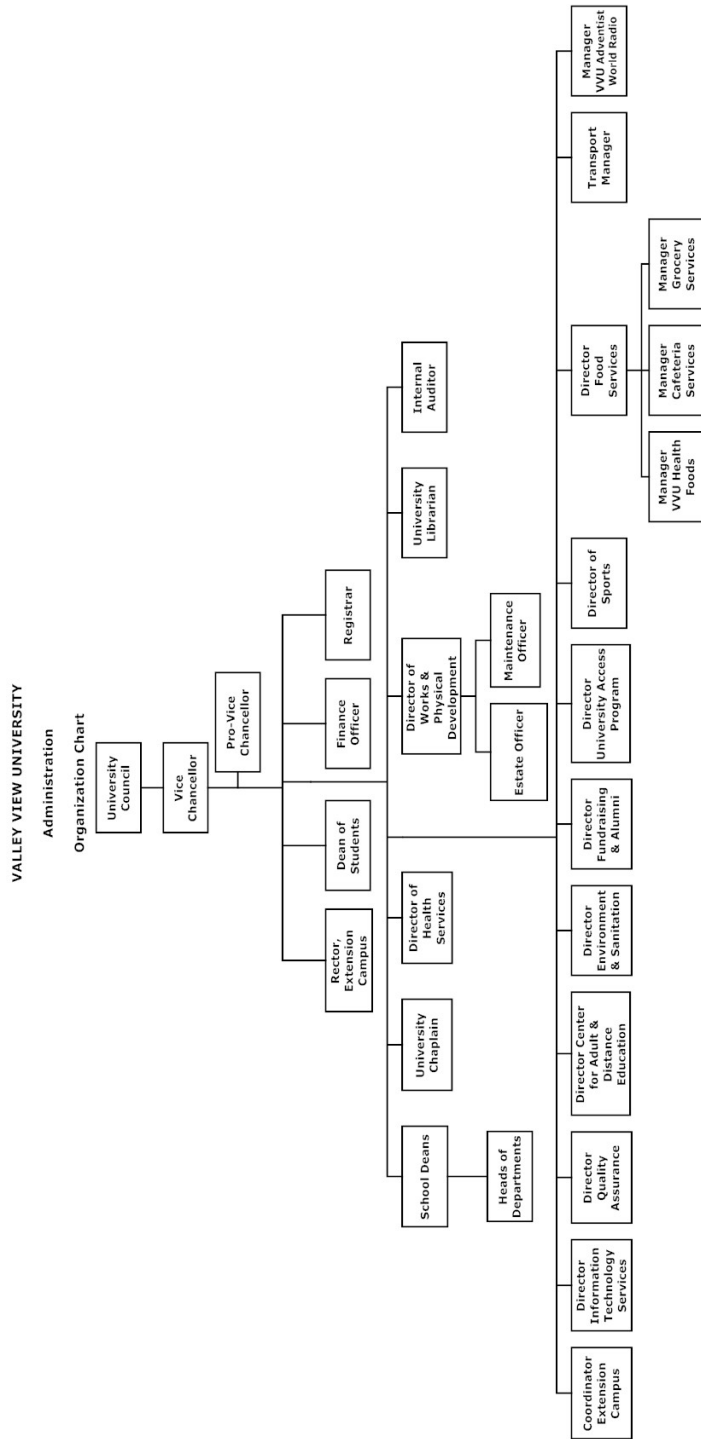 VALLEY VIEW UNIVERSITY
Administration
Organization Chart
University
Council
Vice
Chancellor
Pro-Vice
Chancellor
Rector,
Extension
Campus
Dean of
Students
Finance
Officer
Registrar
School Deans
University
Chaplain
Director of
Health
Services
Director of
Works &
Physical
Development
University
Librarian
Internal
Auditor
Heads of
Departments
Estate Officer
Maintenance
Officer
Coordinator
Extension
Campus
Director
Information
Technology
Services
Director
Quality
Assurance
Director Center
for Adult &
Distance
Education
Director
Environment
& Sanitation
Director
Fundraising
& Alumni
Director
University Access
Program
Director of
Sports
Director
Food
Services
Transport
Manager
Manager
VVU Adventist
World Radio
Manager
VVU Health
Foods
Manager
Cafeteria
Services
Manager
Grocery
Services